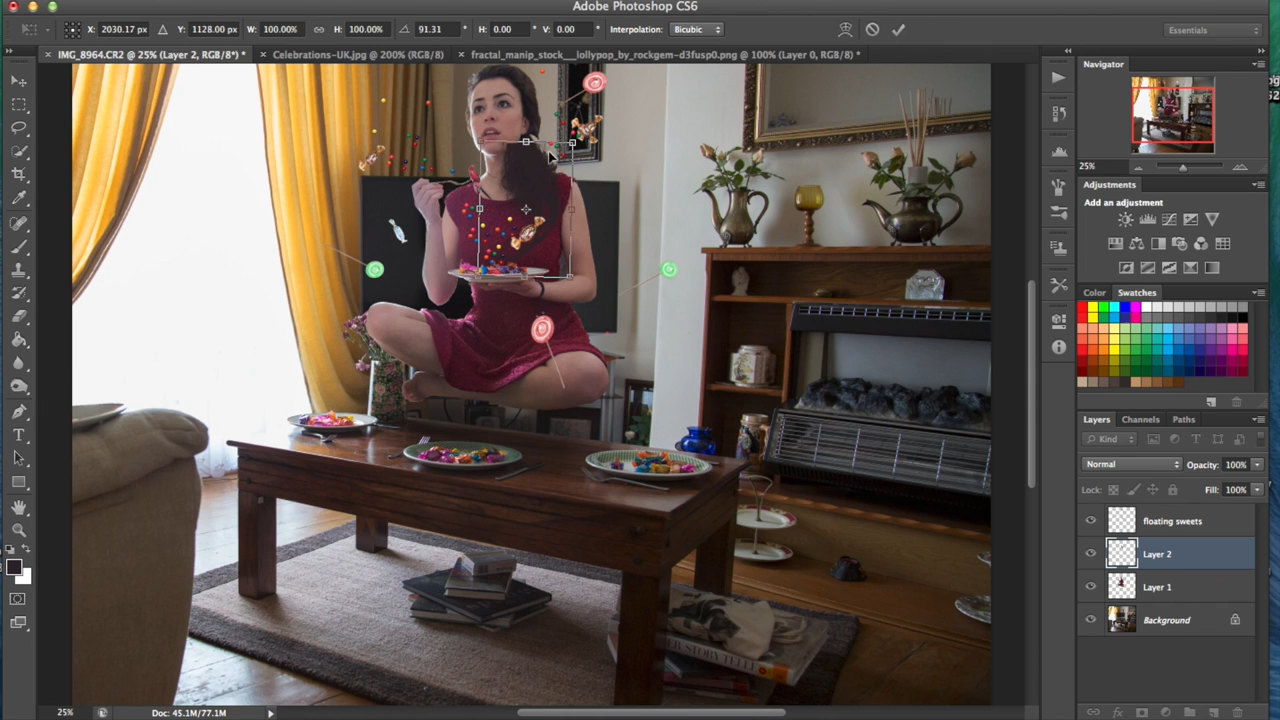 Adobe Photoshop CS6
X: 2030.17 px Y: 1128.00 px W: 100.00% H: 100.00% 91.31 ° H: 0.00 ° V: 0.00 ° Interpolation: Bicubic Essentials
IMG_8964.CR2 @ 25% (Layer 2, RGB/8*) * Celebrations-UK.jpg @ 200% (RGB/8) fractal_manip_stock__lollypop_by_rockgem-d3fusp0.png @ 100% (Layer 0, RGB/8) *
Navigator
25%
Adjustments
Add an adjustment
Color Swatches
Layers Channels Paths
Kind
Normal Opacity: 100%
Lock: Fill: 100%
floating sweets
Layer 2
Layer 1
Background
25% Doc: 45.1M/77.1M